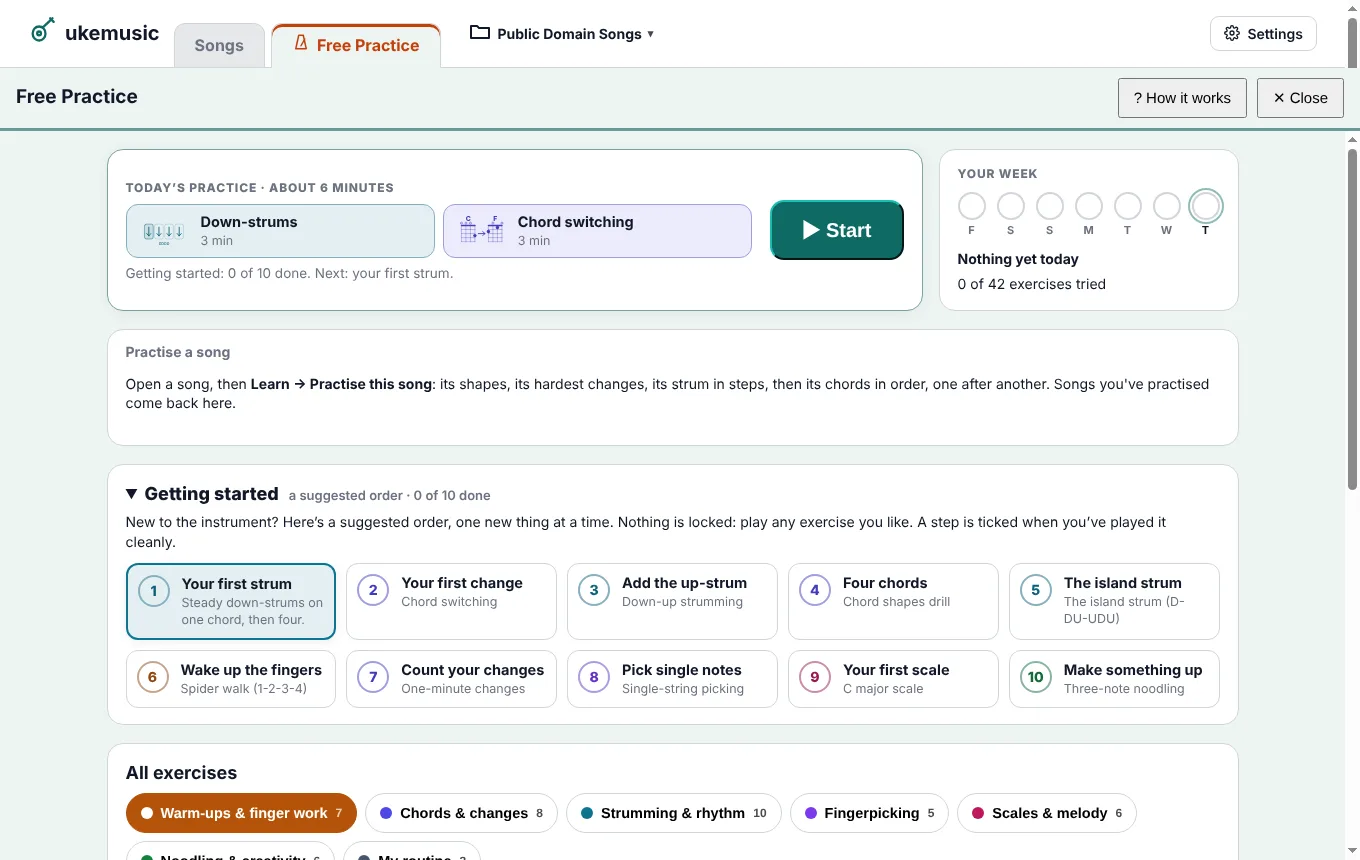 ukemusic
Songs
Free Practice
Public Domain Songs ▾
Settings
Free Practice
? How it works
✕ Close
TODAY’S PRACTICE · ABOUT 6 MINUTES
Down-strums
3 min
C F
Chord switching
3 min
▶ Start
Getting started: 0 of 10 done. Next: your first strum.
YOUR WEEK
F S S M T W T
Nothing yet today
0 of 42 exercises tried
Practise a song
Open a song, then Learn → Practise this song: its shapes, its hardest changes, its strum in steps, then its chords in order, one after another. Songs you've practised
come back here.
▼ Getting started a suggested order · 0 of 10 done
New to the instrument? Here’s a suggested order, one new thing at a time. Nothing is locked: play any exercise you like. A step is ticked when you’ve played it
cleanly.
1 Your first strum
Steady down-strums on
one chord, then four.
2 Your first change
Chord switching
3 Add the up-strum
Down-up strumming
4 Four chords
Chord shapes drill
5 The island strum
The island strum (D-
DU-UDU)
6 Wake up the fingers
Spider walk (1-2-3-4)
7 Count your changes
One-minute changes
8 Pick single notes
Single-string picking
9 Your first scale
C major scale
10 Make something up
Three-note noodling
All exercises
Warm-ups & finger work 7
Chords & changes 8
Strumming & rhythm 10
Fingerpicking 5
Scales & melody 6
Noodling & creativity 6
My routine